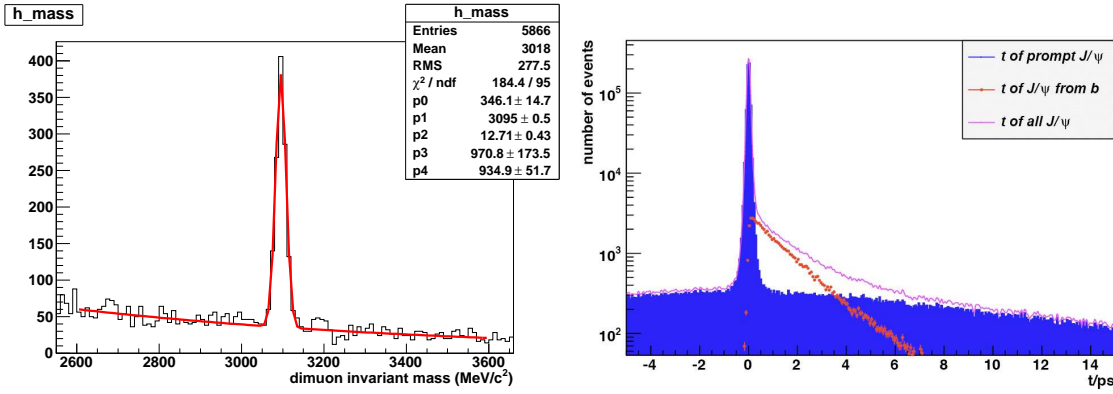 h_mass
h_mass
Entries 5866
Mean 3018
RMS 277.5
χ² / ndf 184.4 / 95
p0 346.1 ± 14.7
p1 3095 ± 0.5
p2 12.71 ± 0.43
p3 970.8 ± 173.5
p4 934.9 ± 51.7
400
350
300
250
200
150
100
50
0
2600 2800 3000 3200 3400 3600
dimuon invariant mass (MeV/c²)
number of events
10⁵
10⁴
10³
10²
t of prompt J/ψ
t of J/ψ from b
t of all J/ψ
-4 -2 0 2 4 6 8 10 12 14
t/ps